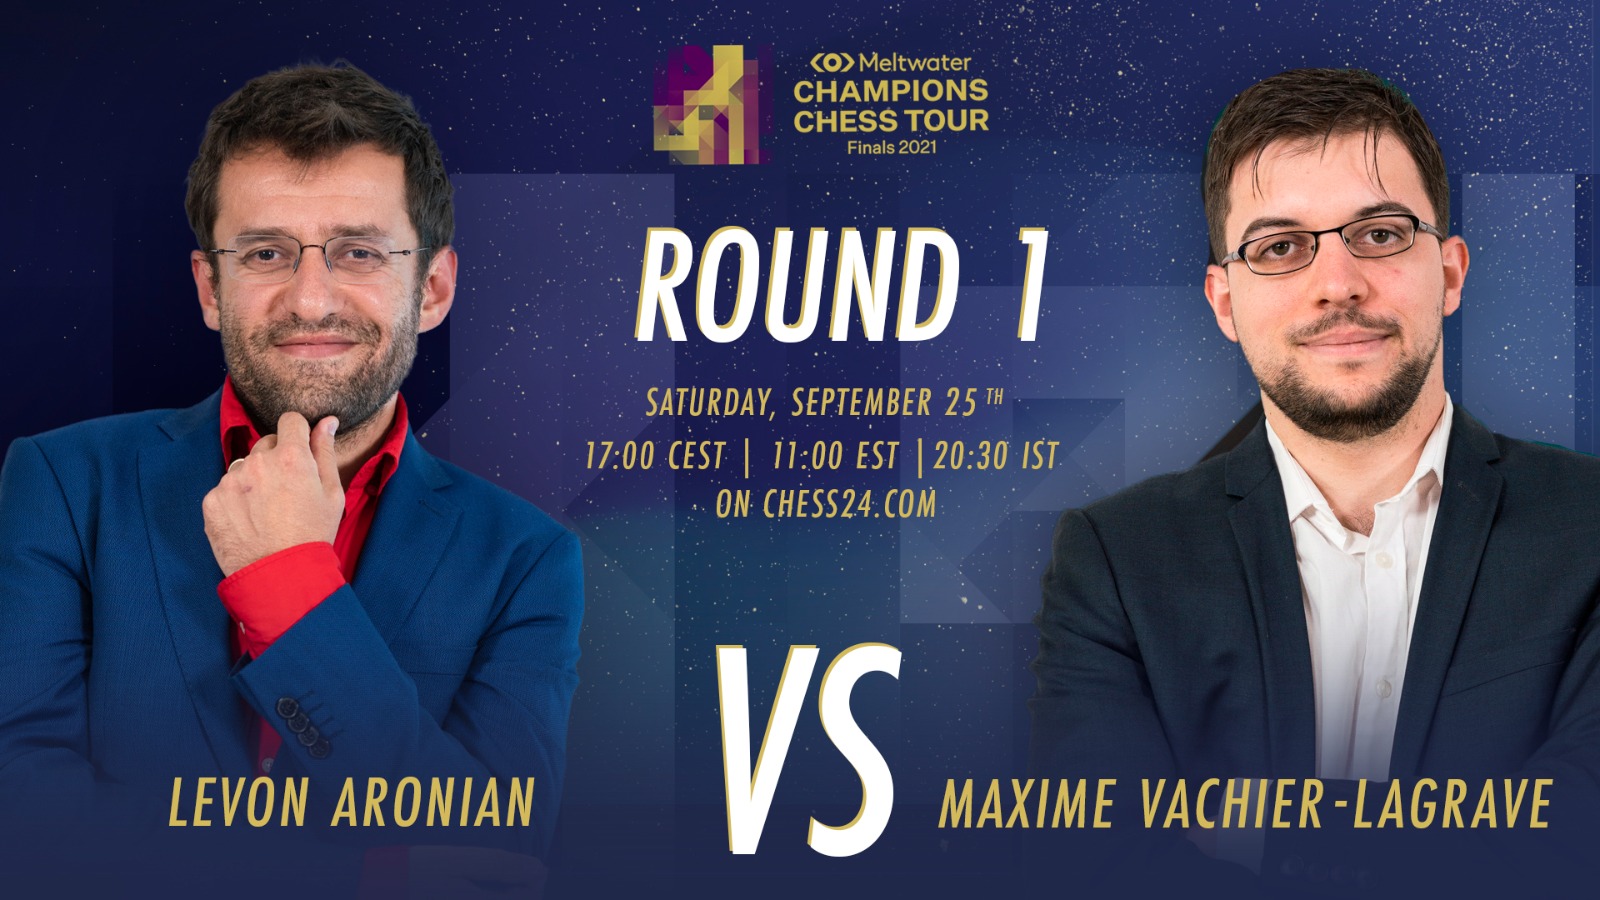 Meltwater
CHAMPIONS
CHESS TOUR
Finals 2021
ROUND 1
SATURDAY, SEPTEMBER 25TH
17:00 CEST | 11:00 EST | 20:30 IST
ON CHESS24.COM
VS
LEVON ARONIAN
MAXIME VACHIER-LAGRAVE